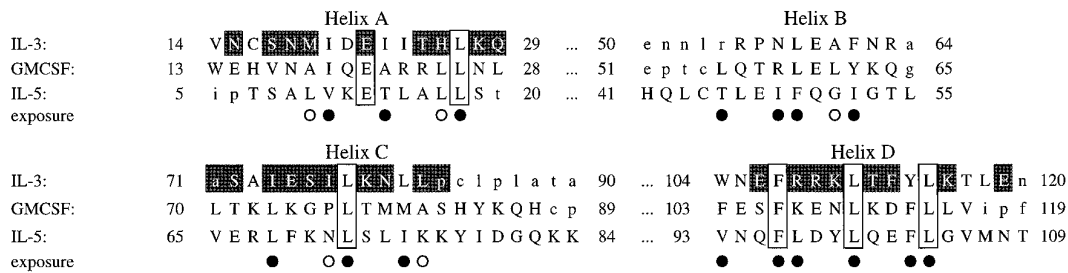 Helix A Helix B
IL-3: 14 V N C S N M I D E I I T H L K Q 29 ... 50 e n n l r R P N L E A F N R a 64
GMCSF: 13 W E H V N A I Q E A R R L L N L 28 ... 51 e p t c L Q T R L E L Y K Q g 65
IL-5: 5 i p T S A L V K E T L A L L S t 20 ... 41 H Q L C T L E I F Q G I G T L 55
exposure
Helix C Helix D
IL-3: 71 a S A I E S I L K N L L p c l p l a t a 90 ... 104 W N E F R R K L T F Y L K T L E n 120
GMCSF: 70 L T K L K G P L T M M A S H Y K Q H c p 89 ... 103 F E S F K E N L K D F L L V i p f 119
IL-5: 65 V E R L F K N L S L I K K Y I D G Q K K 84 ... 93 V N Q F L D Y L Q E F L G V M N T 109
exposure